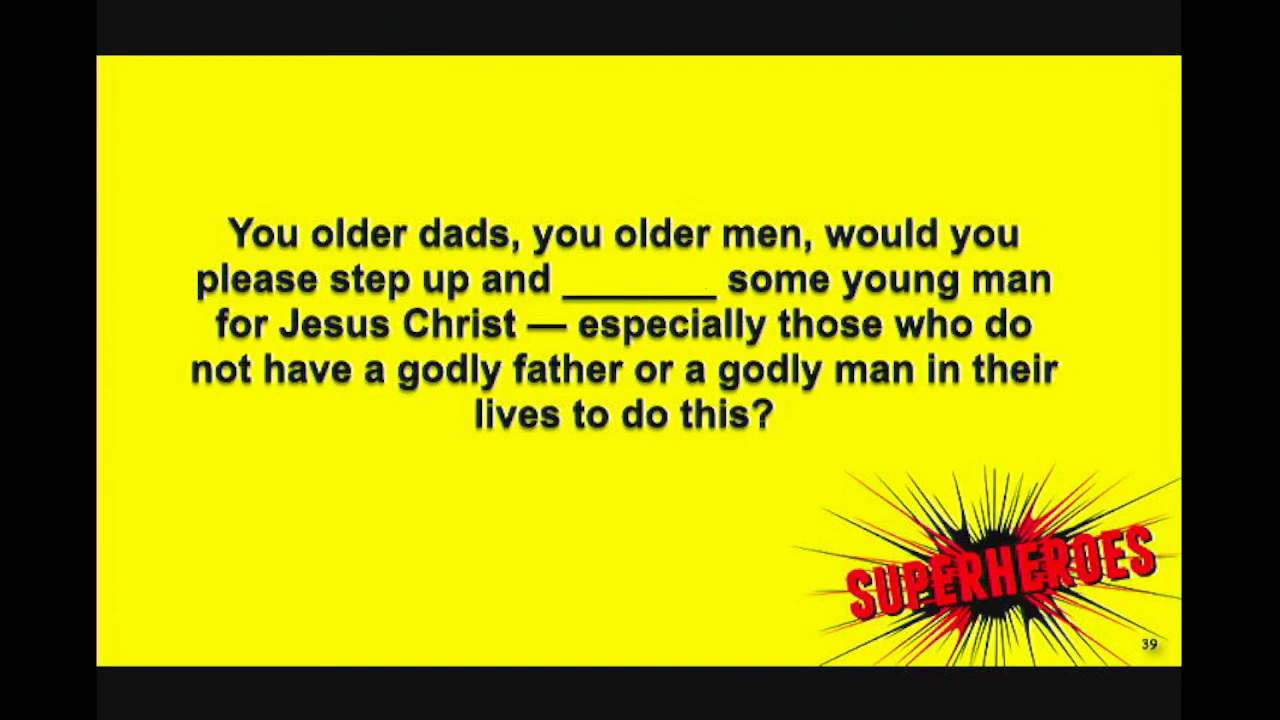 You older dads, you older men, would you
please step up and _______ some young man
for Jesus Christ — especially those who do
not have a godly father or a godly man in their
lives to do this?
SUPERHEROES
39